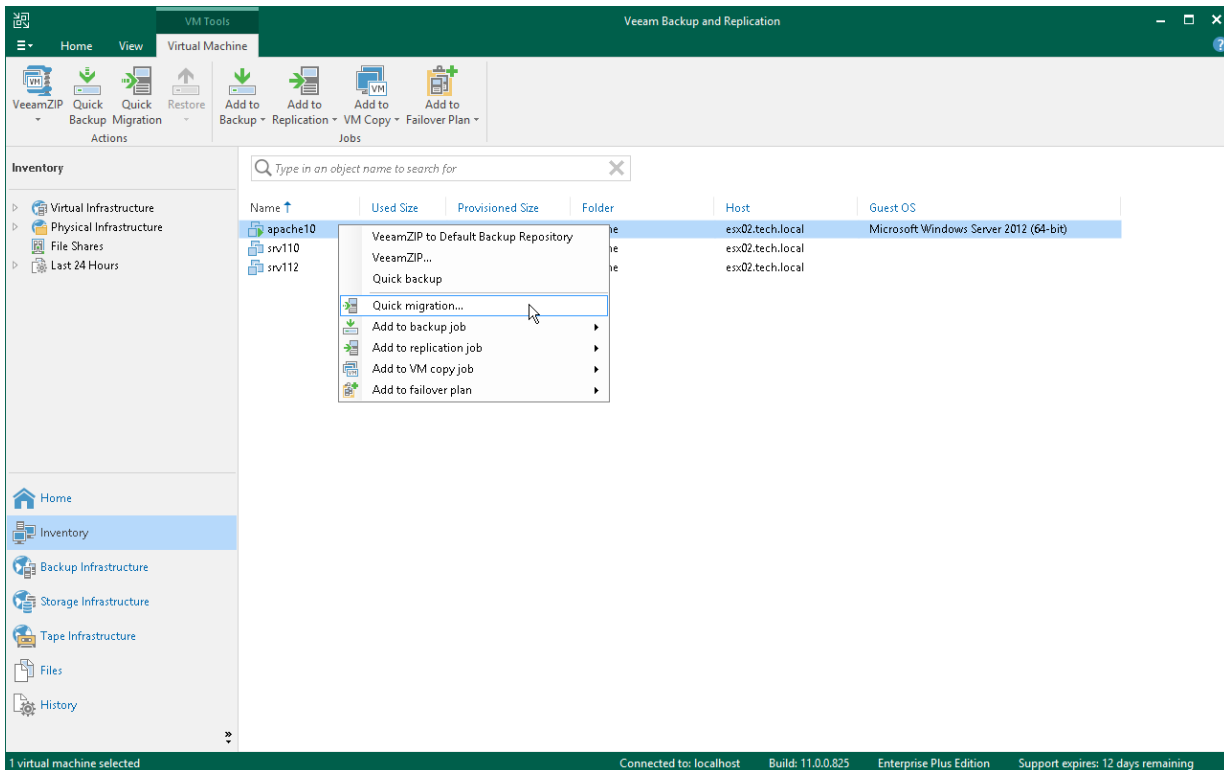 VM Tools
Veeam Backup and Replication
Home View Virtual Machine
VeeamZIP
Quick Backup
Quick Migration
Restore
Add to Backup
Add to Replication
Add to VM Copy
Add to Failover Plan
Actions
Jobs
Inventory
Type in an object name to search for
Virtual Infrastructure
Physical Infrastructure
File Shares
Last 24 Hours
Name Used Size Provisioned Size Folder Host Guest OS
apache10 esx02.tech.local Microsoft Windows Server 2012 (64-bit)
srv110 esx02.tech.local
srv112 esx02.tech.local
VeeamZIP to Default Backup Repository
VeeamZIP...
Quick backup
Quick migration...
Add to backup job
Add to replication job
Add to VM copy job
Add to failover plan
Home
Inventory
Backup Infrastructure
Storage Infrastructure
Tape Infrastructure
Files
History
1 virtual machine selected
Connected to: localhost Build: 11.0.0.825 Enterprise Plus Edition Support expires: 12 days remaining